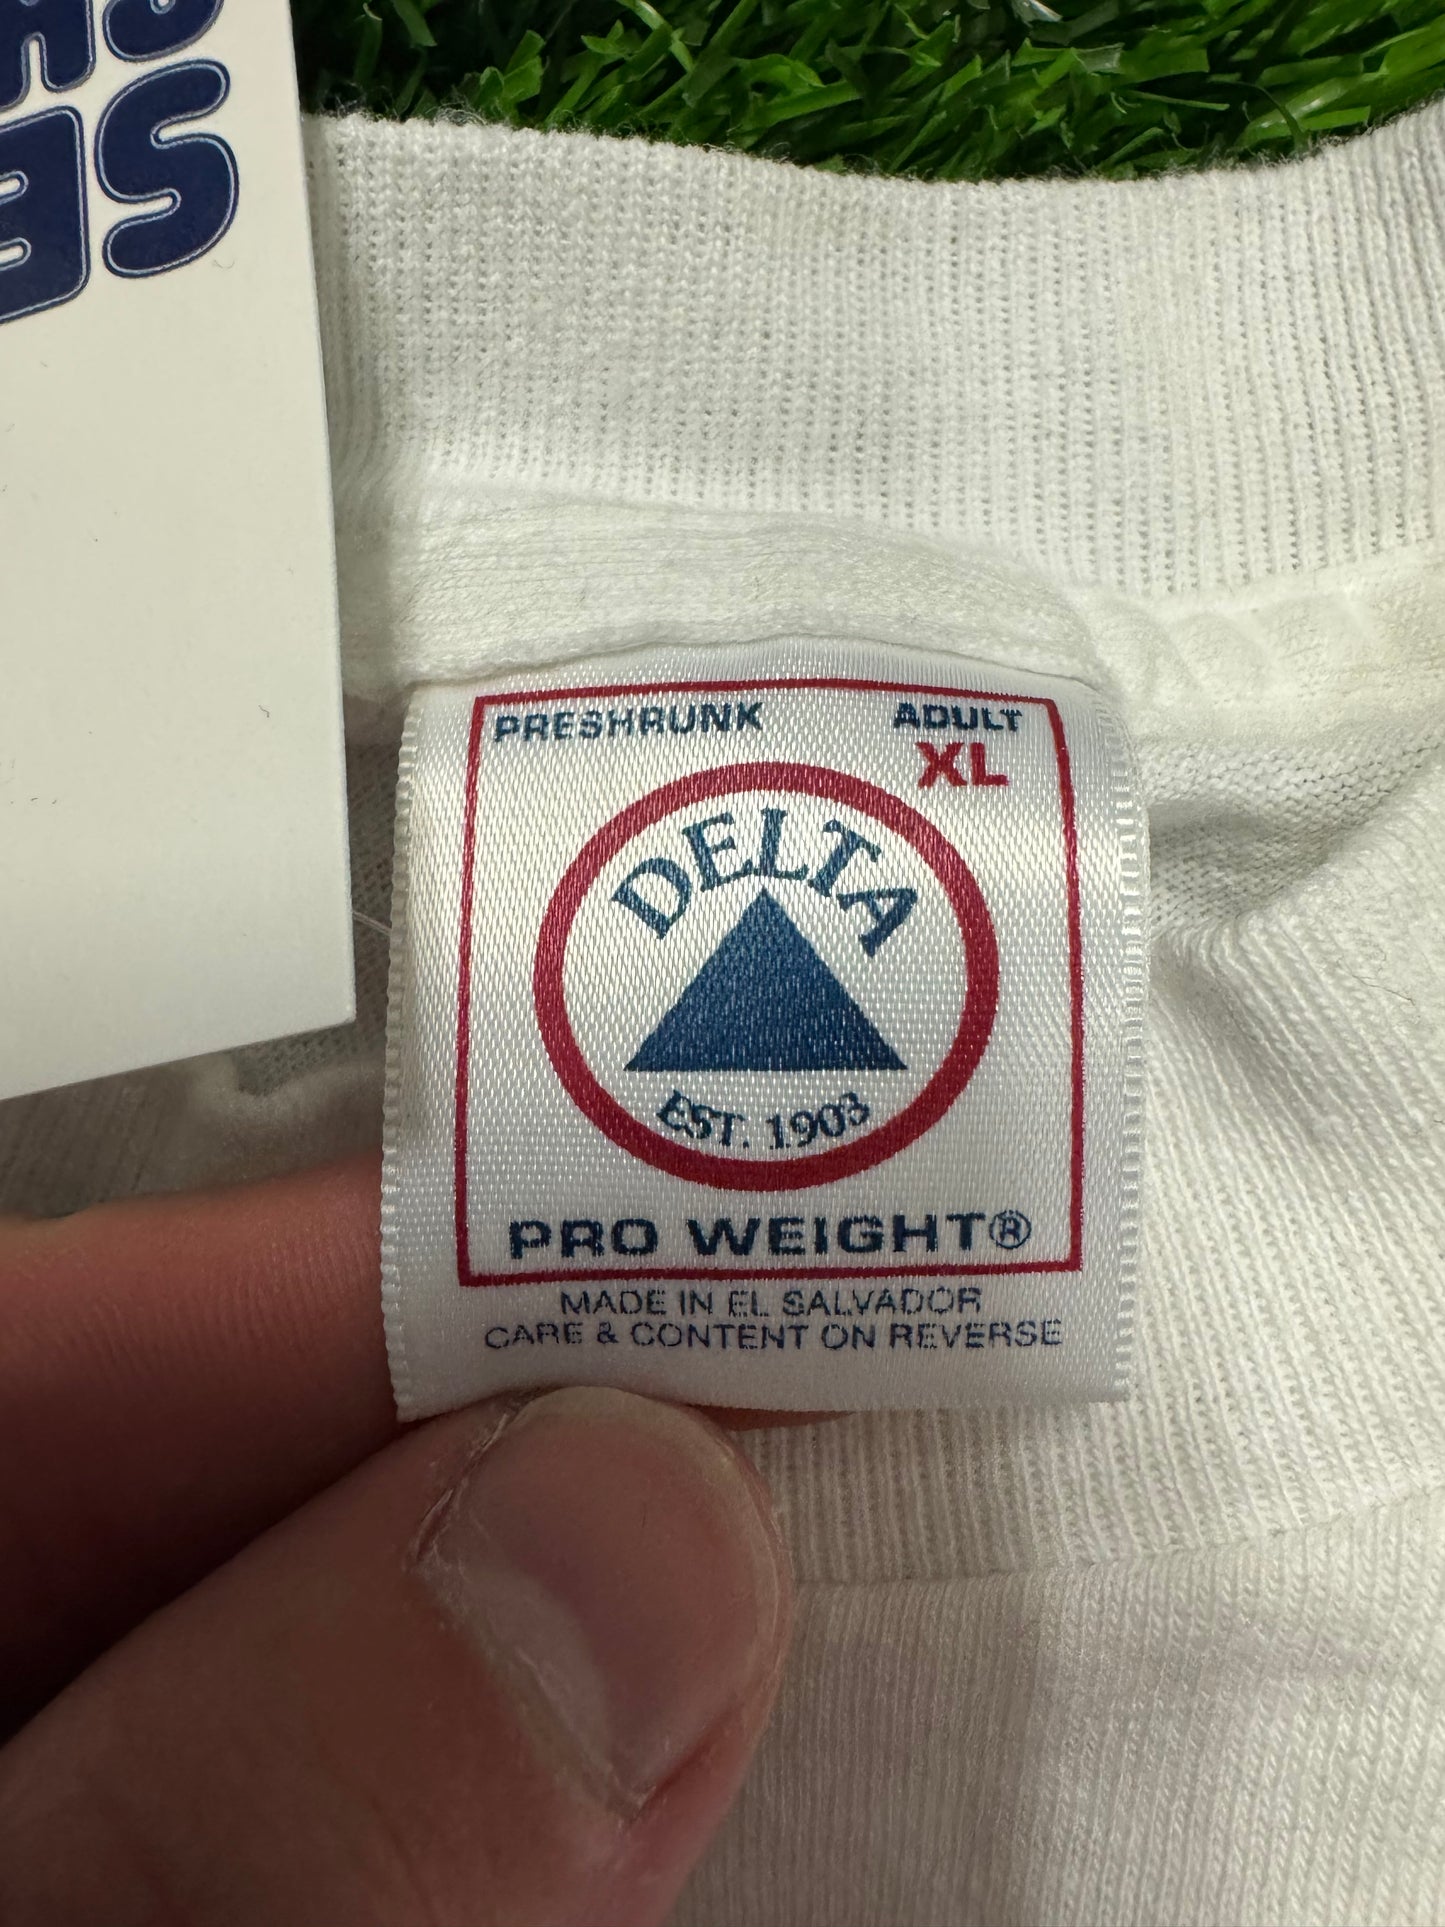 PRESHRUNK
ADULT
XL
DELTA
EST. 1903
PRO WEIGHT®
MADE IN EL SALVADOR
CARE & CONTENT ON REVERSE